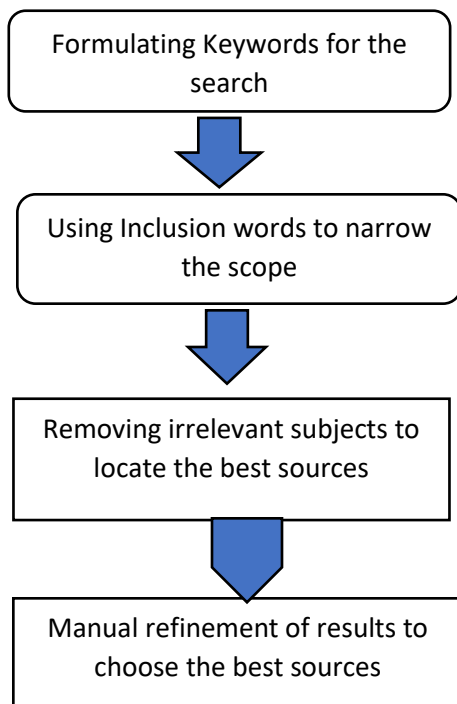 Formulating Keywords for the
search
Using Inclusion words to narrow
the scope
Removing irrelevant subjects to
locate the best sources
Manual refinement of results to
choose the best sources